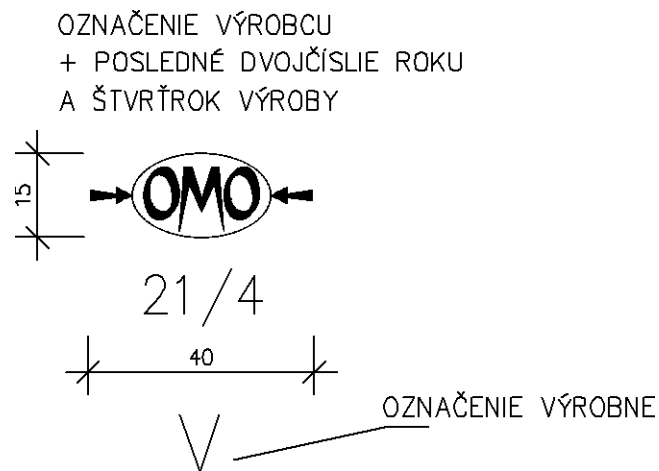 OZNAČENIE VÝROBCU
+ POSLEDNÉ DVOJČÍSLIE ROKU
A ŠTVRŤROK VÝROBY
15
OMO
21/4
40
OZNAČENIE VÝROBNE
V